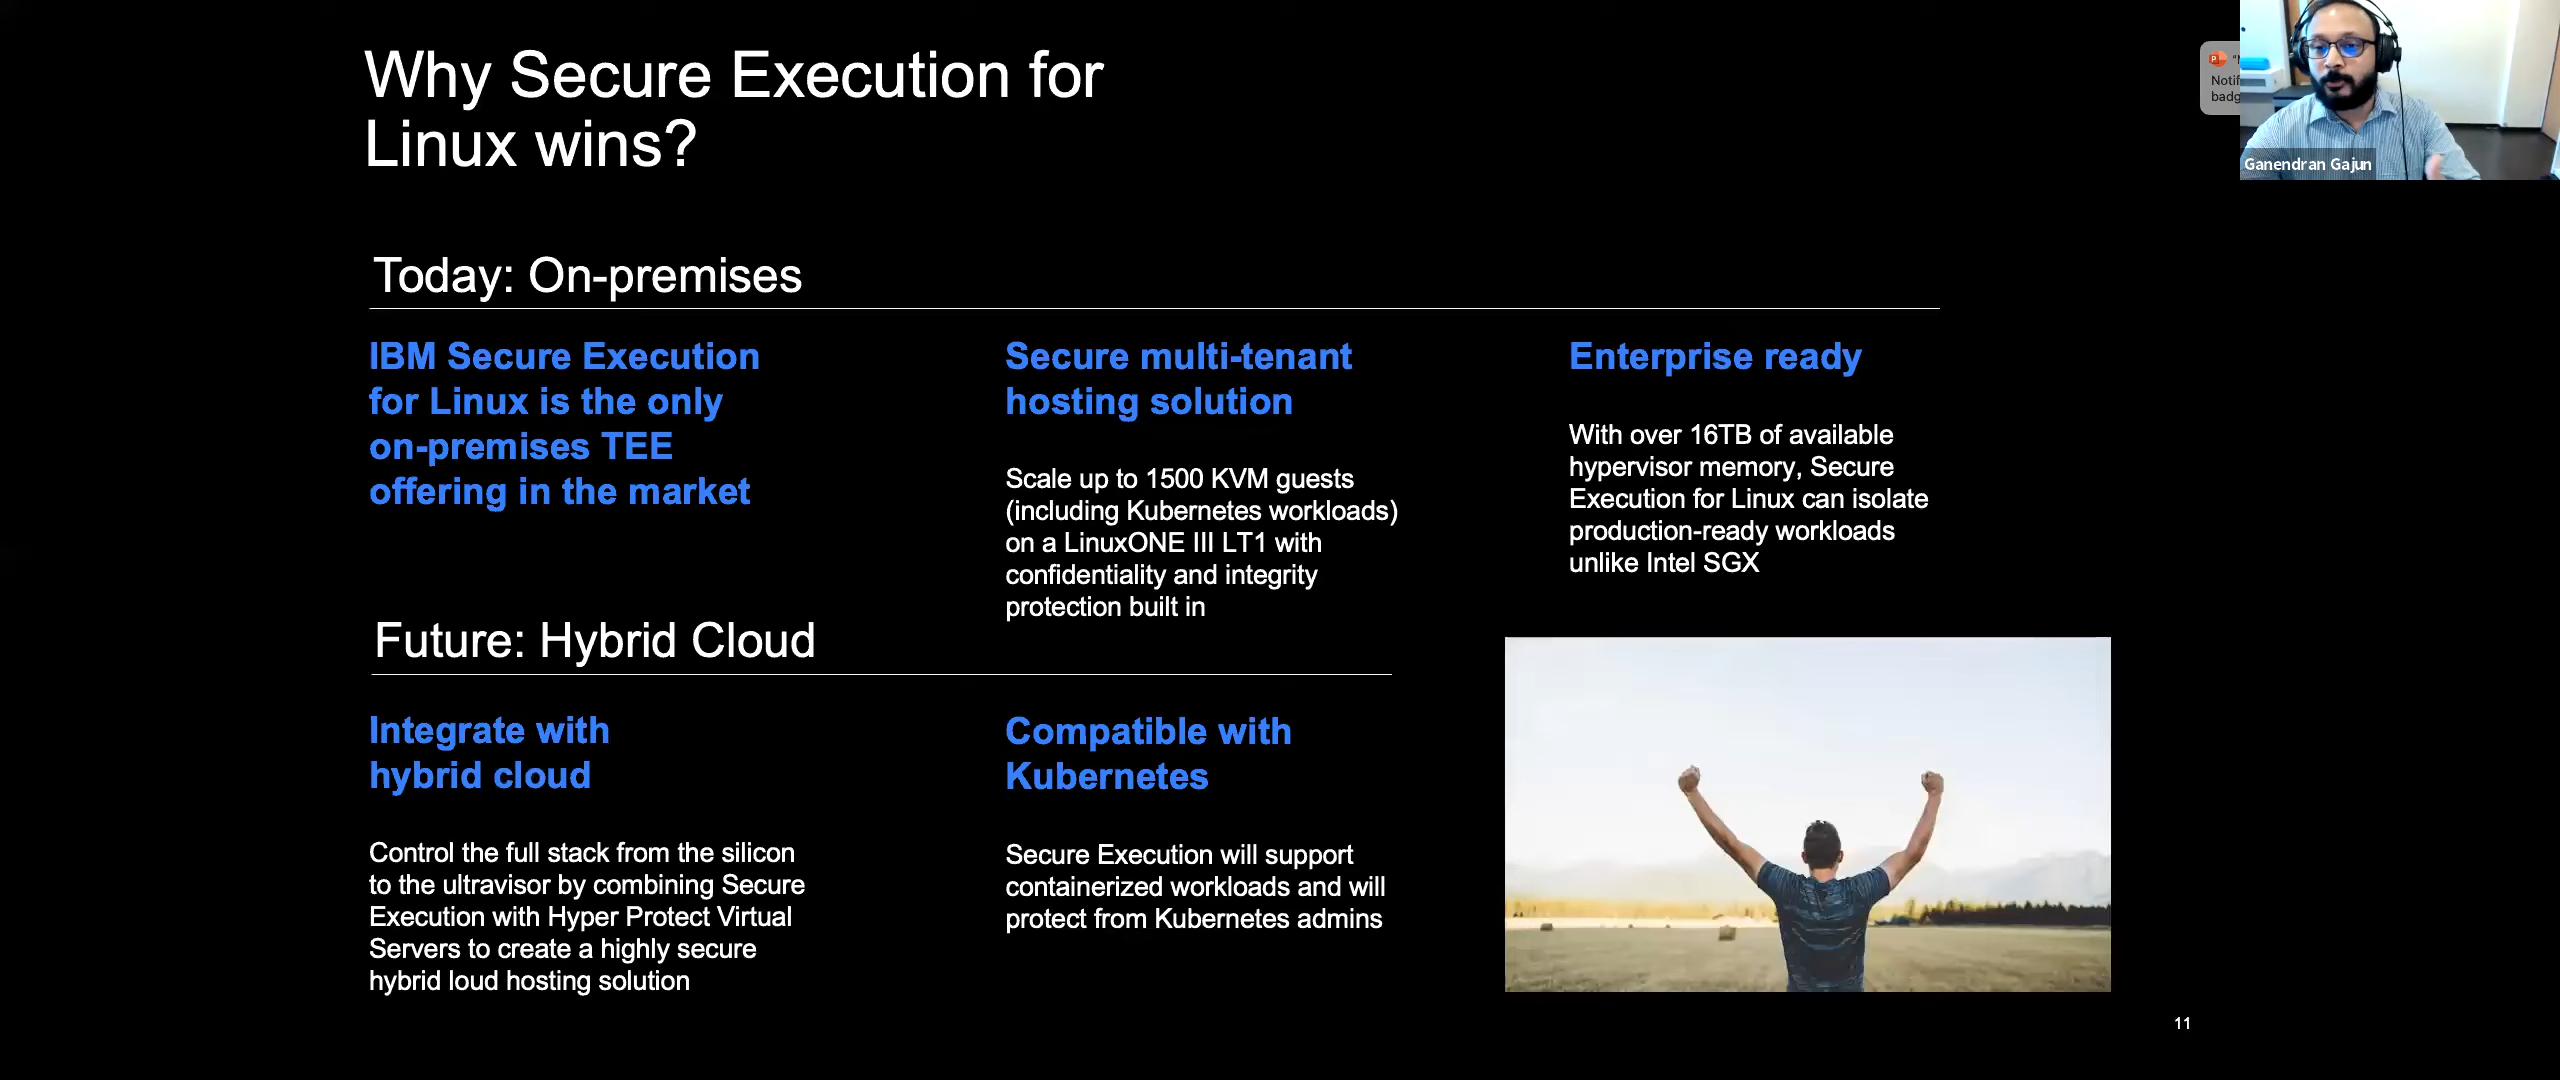 Why Secure Execution for
Linux wins?
Today: On-premises
IBM Secure Execution
for Linux is the only
on-premises TEE
offering in the market
Secure multi-tenant
hosting solution
Scale up to 1500 KVM guests
(including Kubernetes workloads)
on a LinuxONE III LT1 with
confidentiality and integrity
protection built in
Enterprise ready
With over 16TB of available
hypervisor memory, Secure
Execution for Linux can isolate
production-ready workloads
unlike Intel SGX
Future: Hybrid Cloud
Integrate with
hybrid cloud
Control the full stack from the silicon
to the ultravisor by combining Secure
Execution with Hyper Protect Virtual
Servers to create a highly secure
hybrid loud hosting solution
Compatible with
Kubernetes
Secure Execution will support
containerized workloads and will
protect from Kubernetes admins
11
Ganendran Gajun